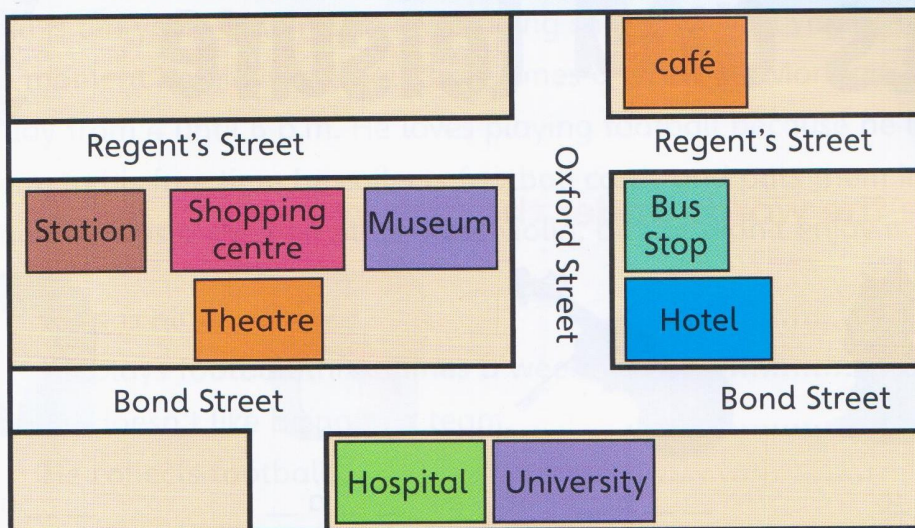 café
Regent's Street
Regent's Street
Station
Shopping
centre
Museum
Oxford Street
Bus
Stop
Theatre
Hotel
Bond Street
Bond Street
Hospital
University